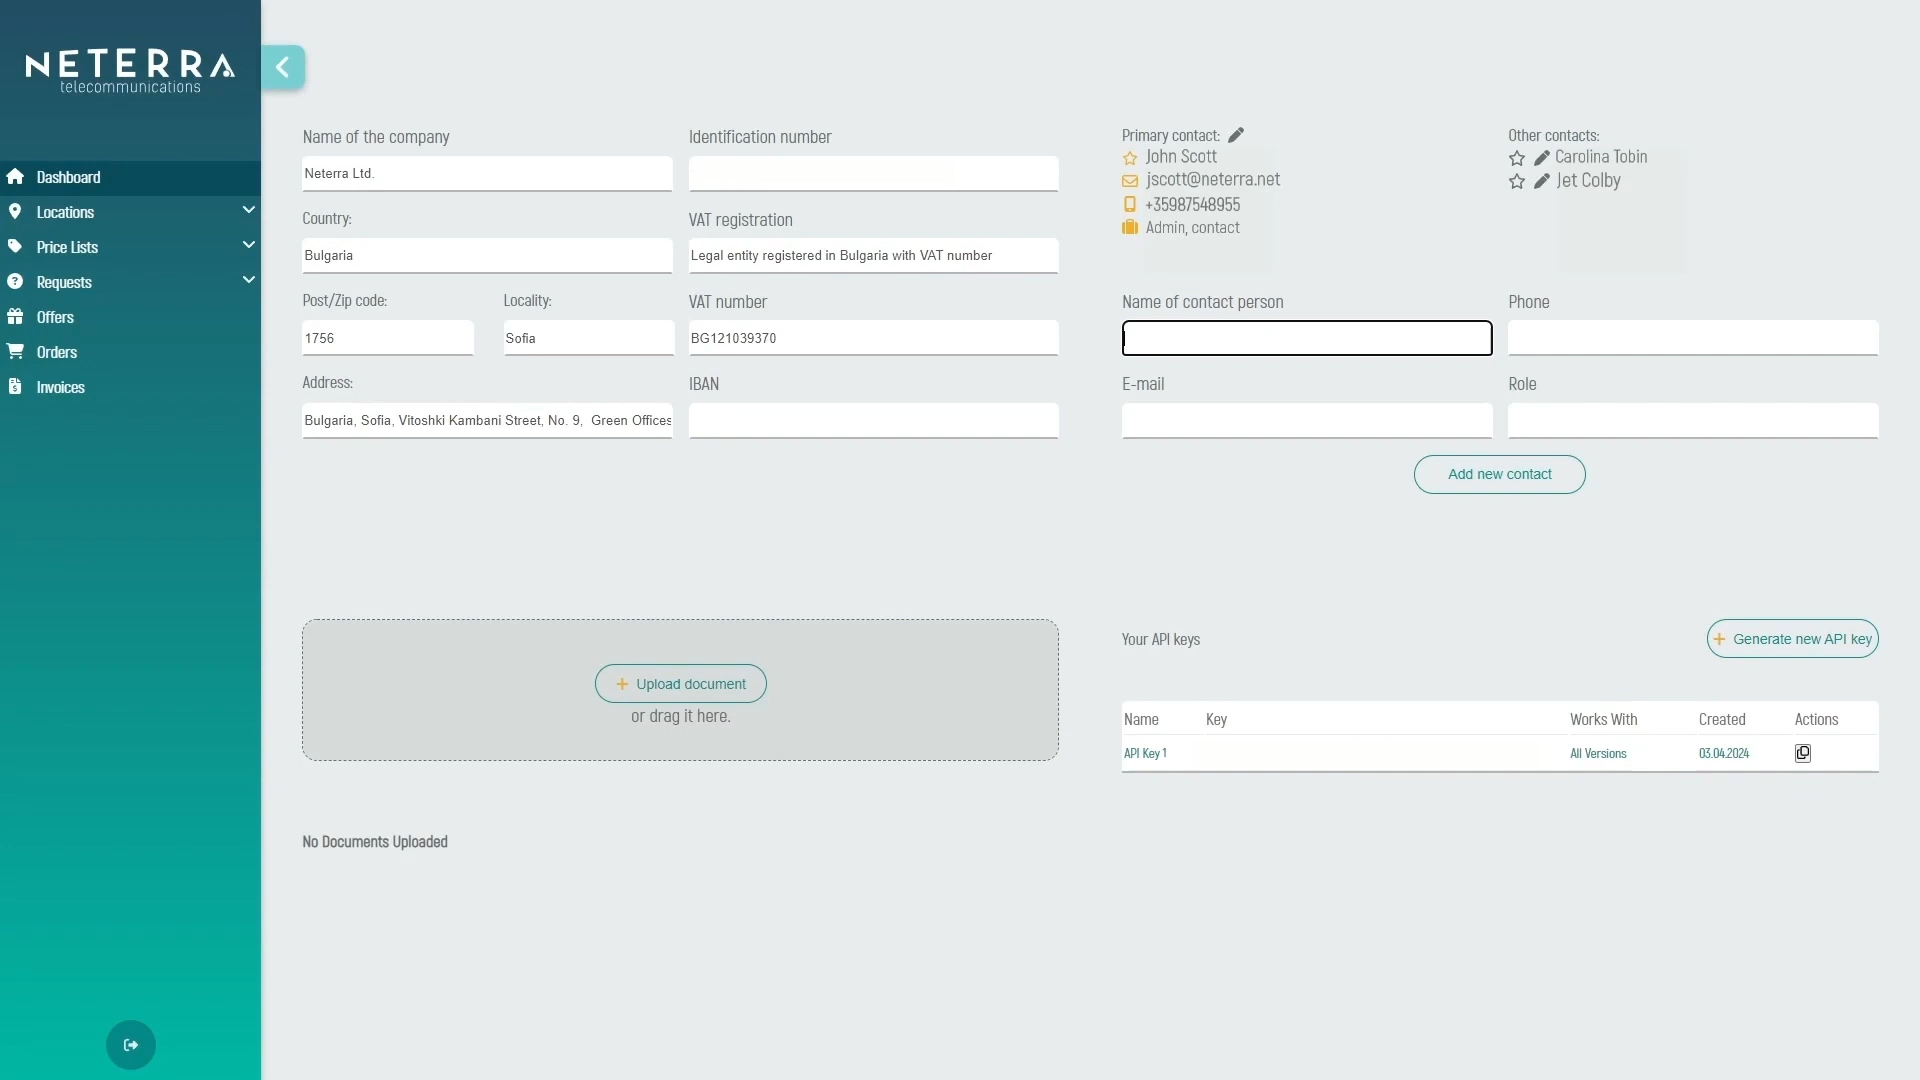 NETERRA
telecommunications
Dashboard
Locations
Price Lists
Requests
Offers
Orders
Invoices
Name of the company
Neterra Ltd.
Identification number
Country:
Bulgaria
VAT registration
Legal entity registered in Bulgaria with VAT number
Post/Zip code:
1756
Locality:
Sofia
VAT number
BG121039370
Address:
Bulgaria, Sofia, Vitoshki Kambani Street, No. 9,  Green Offices
IBAN
Primary contact:
John Scott
jscott@neterra.net
+35987548955
Admin, contact
Other contacts:
Carolina Tobin
Jet Colby
Name of contact person
Phone
E-mail
Role
Add new contact
+ Upload document
or drag it here.
No Documents Uploaded
Your API keys
+ Generate new API key
Name Key Works With Created Actions
API Key 1 All Versions 03.04.2024